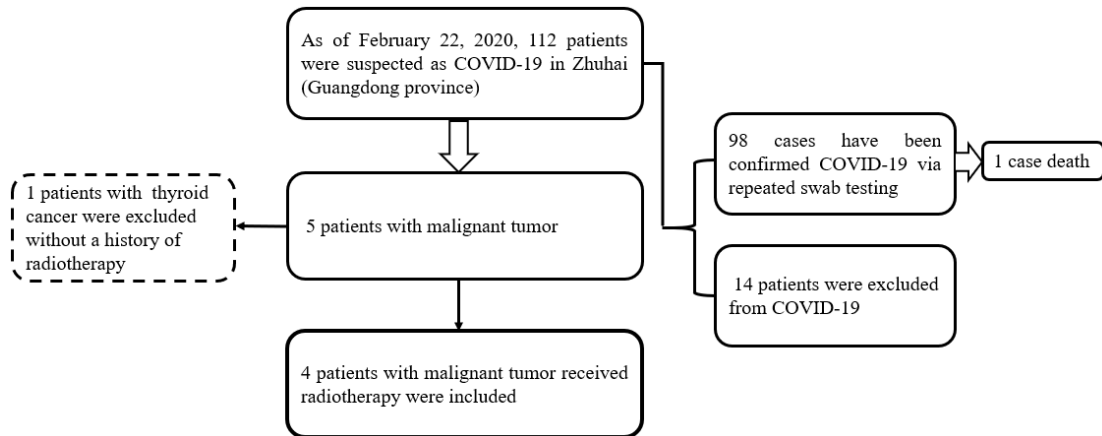 As of February 22, 2020, 112 patients
were suspected as COVID-19 in Zhuhai
(Guangdong province)
98 cases have been
confirmed COVID-19 via
repeated swab testing
1 case death
1 patients with thyroid
cancer were excluded
without a history of
radiotherapy
5 patients with malignant tumor
14 patients were excluded
from COVID-19
4 patients with malignant tumor received
radiotherapy were included